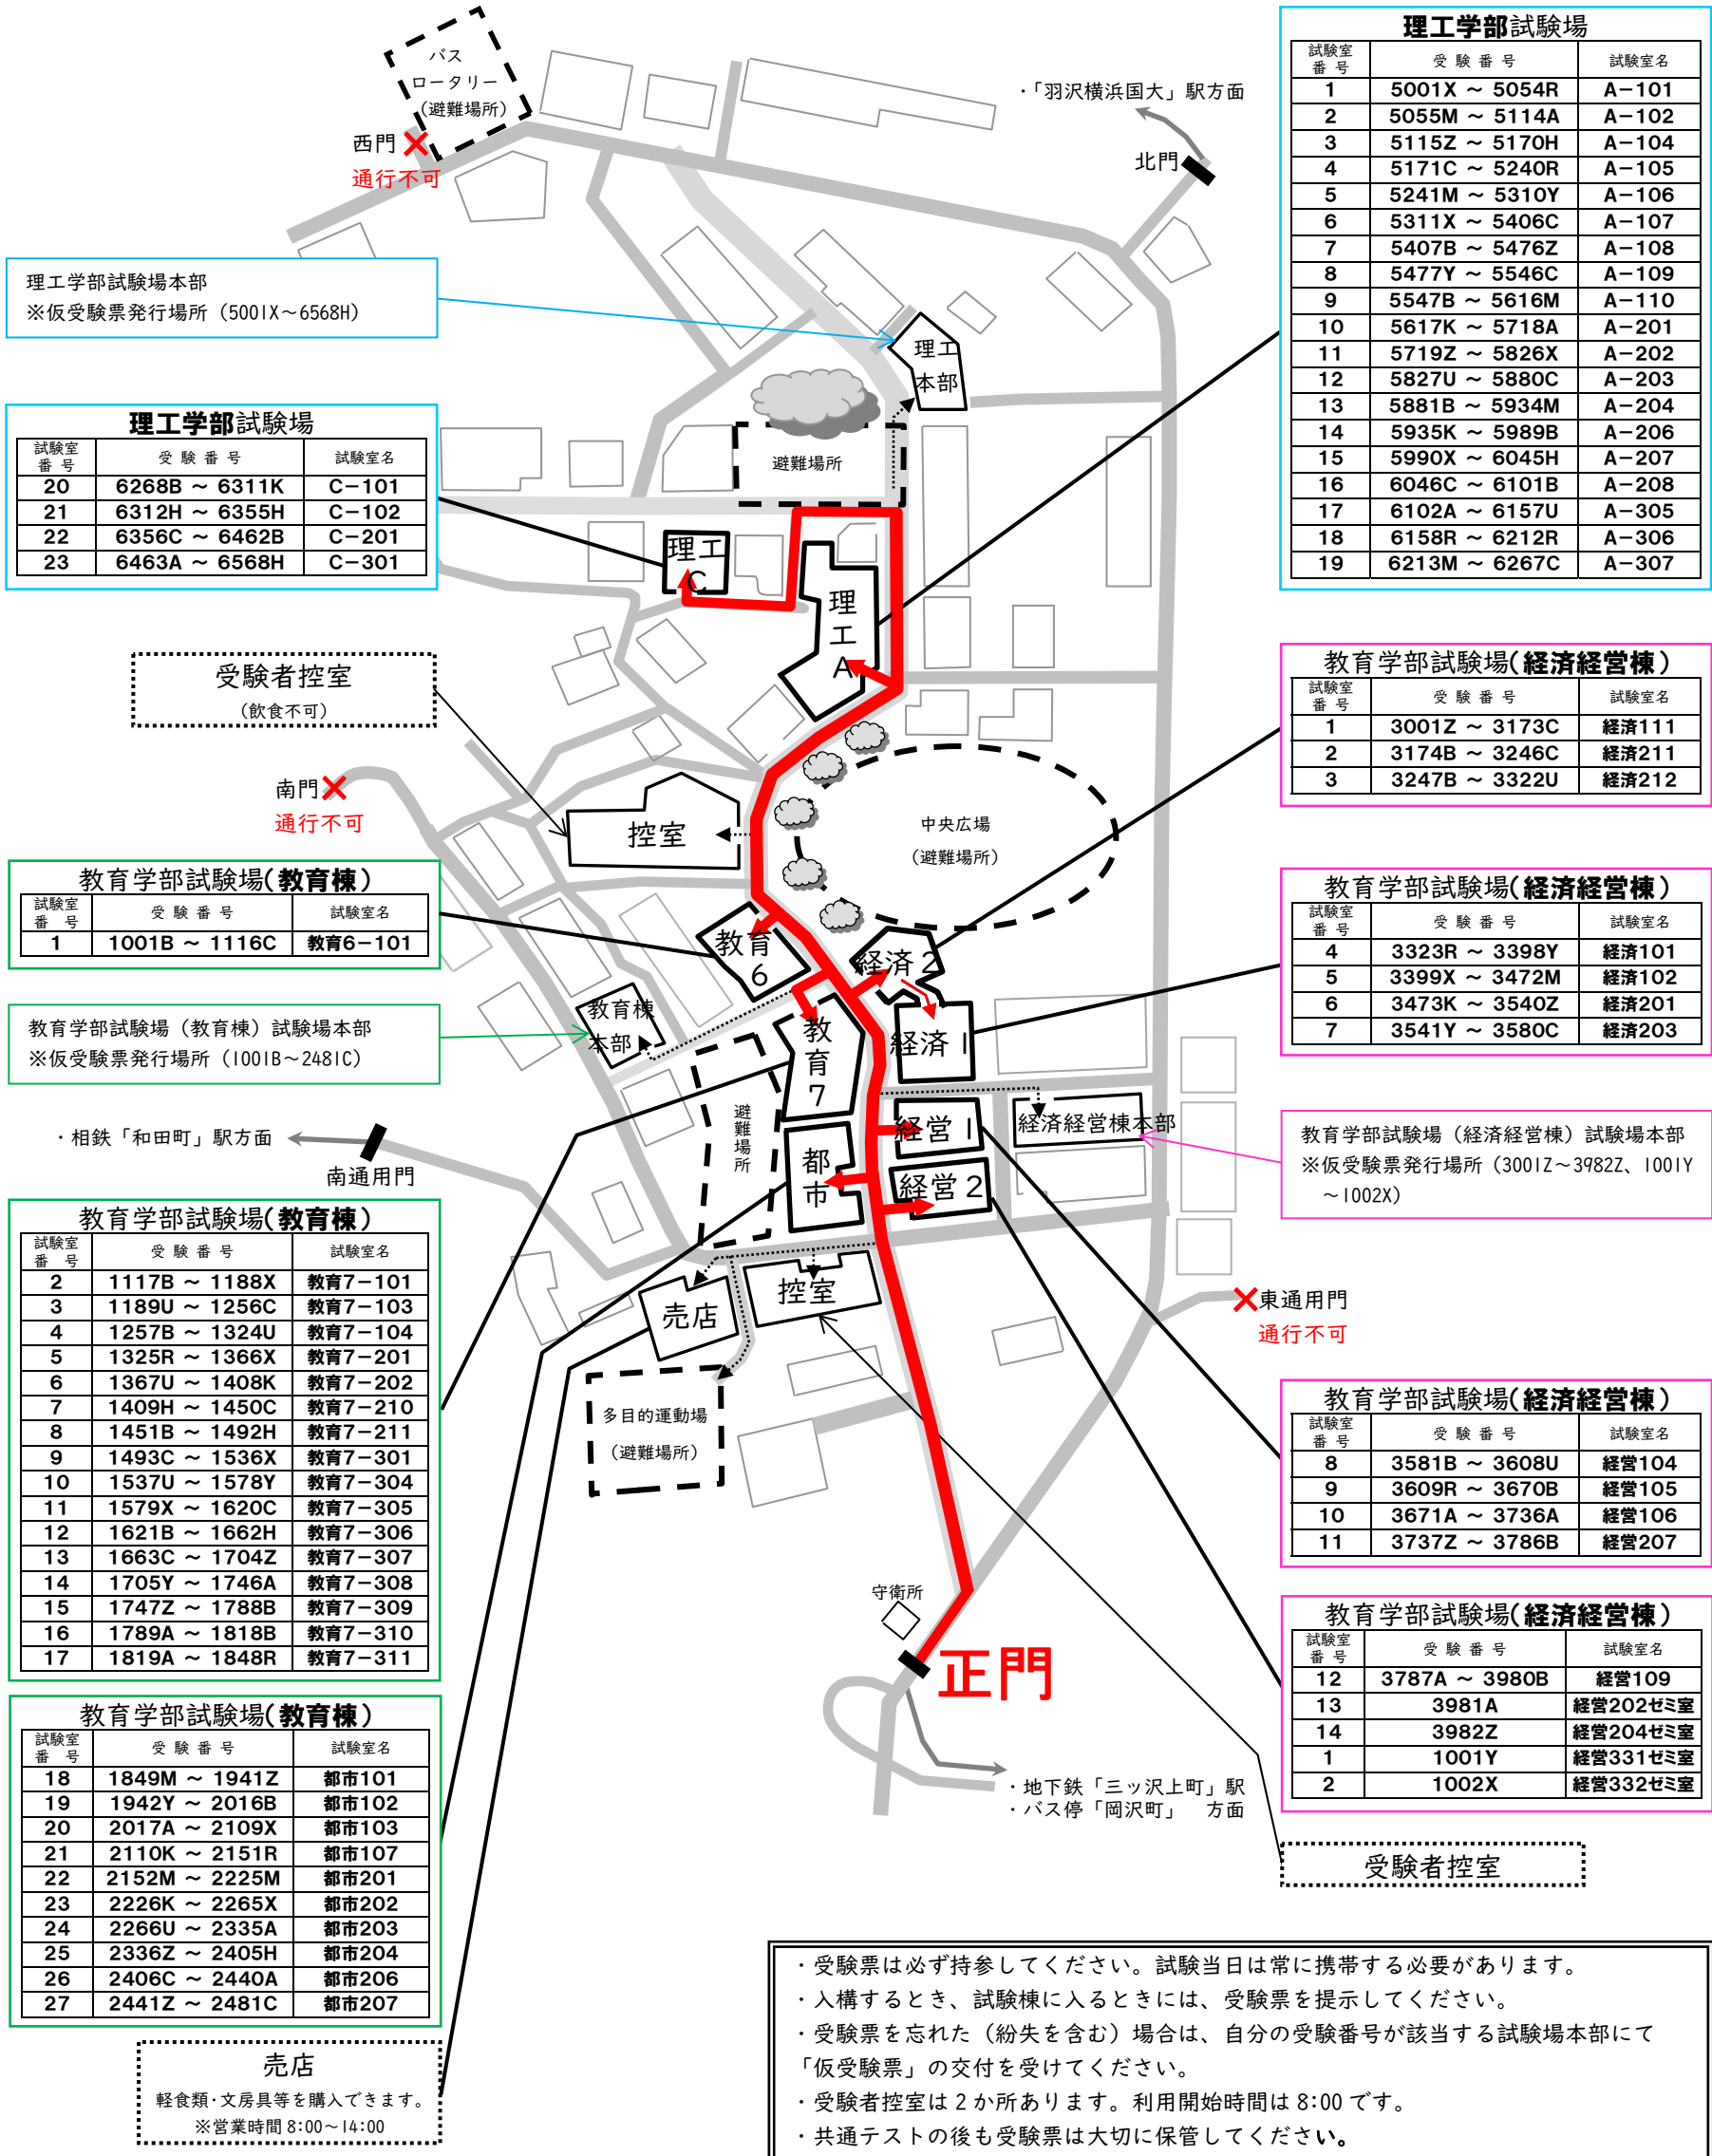 バス
ロータリー
(避難場所)
西門
通行不可
・「羽沢横浜国大」駅方面
北門
理工学部試験場
試験室番号 受験番号 試験室名
1 5001X ~ 5054R A-101
2 5055M ~ 5114A A-102
3 5115Z ~ 5170H A-104
4 5171C ~ 5240R A-105
5 5241M ~ 5310Y A-106
6 5311X ~ 5406C A-107
7 5407B ~ 5476Z A-108
8 5477Y ~ 5546C A-109
9 5547B ~ 5616M A-110
10 5617K ~ 5718A A-201
11 5719Z ~ 5826X A-202
12 5827U ~ 5880C A-203
13 5881B ~ 5934M A-204
14 5935K ~ 5989B A-206
15 5990X ~ 6045H A-207
16 6046C ~ 6101B A-208
17 6102A ~ 6157U A-305
18 6158R ~ 6212R A-306
19 6213M ~ 6267C A-307
理工学部試験場本部
※仮受験票発行場所(5001X~6568H)
理工
本部
避難場所
理工学部試験場
試験室番号 受験番号 試験室名
20 6268B ~ 6311K C-101
21 6312H ~ 6355H C-102
22 6356C ~ 6462B C-201
23 6463A ~ 6568H C-301
理工
C
理
工
A
受験者控室
(飲食不可)
教育学部試験場(経済経営棟)
試験室番号 受験番号 試験室名
1 3001Z ~ 3173C 経済111
2 3174B ~ 3246C 経済211
3 3247B ~ 3322U 経済212
南門
通行不可
控室
中央広場
(避難場所)
教育学部試験場(教育棟)
試験室番号 受験番号 試験室名
1 1001B ~ 1116C 教育6-101
教育
6
経済2
教育学部試験場(経済経営棟)
試験室番号 受験番号 試験室名
4 3323R ~ 3398Y 経済101
5 3399X ~ 3472M 経済102
6 3473K ~ 3540Z 経済201
7 3541Y ~ 3580C 経済203
教育学部試験場(教育棟)試験場本部
※仮受験票発行場所(1001B~2481C)
教育棟
本部
教
育
7
経済1
避難場所
・相鉄「和田町」駅方面
南通用門
都
市
経営1
経営2
経済経営棟本部
教育学部試験場(経済経営棟)試験場本部
※仮受験票発行場所(3001Z~3982Z、1001Y
~1002X)
教育学部試験場(教育棟)
試験室番号 受験番号 試験室名
2 1117B ~ 1188X 教育7-101
3 1189U ~ 1256C 教育7-103
4 1257B ~ 1324U 教育7-104
5 1325R ~ 1366X 教育7-201
6 1367U ~ 1408K 教育7-202
7 1409H ~ 1450C 教育7-210
8 1451B ~ 1492H 教育7-211
9 1493C ~ 1536X 教育7-301
10 1537U ~ 1578Y 教育7-304
11 1579X ~ 1620C 教育7-305
12 1621B ~ 1662H 教育7-306
13 1663C ~ 1704Z 教育7-307
14 1705Y ~ 1746A 教育7-308
15 1747Z ~ 1788B 教育7-309
16 1789A ~ 1818B 教育7-310
17 1819A ~ 1848R 教育7-311
売店
控室
東通用門
通行不可
多目的運動場
(避難場所)
教育学部試験場(経済経営棟)
試験室番号 受験番号 試験室名
8 3581B ~ 3608U 経営104
9 3609R ~ 3670B 経営105
10 3671A ~ 3736A 経営106
11 3737Z ~ 3786B 経営207
守衛所
正門
教育学部試験場(経済経営棟)
試験室番号 受験番号 試験室名
12 3787A ~ 3980B 経営109
13 3981A 経営202ゼミ室
14 3982Z 経営204ゼミ室
1 1001Y 経営331ゼミ室
2 1002X 経営332ゼミ室
教育学部試験場(教育棟)
試験室番号 受験番号 試験室名
18 1849M ~ 1941Z 都市101
19 1942Y ~ 2016B 都市102
20 2017A ~ 2109X 都市103
21 2110K ~ 2151R 都市107
22 2152M ~ 2225M 都市201
23 2226K ~ 2265X 都市202
24 2266U ~ 2335A 都市203
25 2336Z ~ 2405H 都市204
26 2406C ~ 2440A 都市206
27 2441Z ~ 2481C 都市207
・地下鉄「三ッ沢上町」駅
・バス停「岡沢町」 方面
受験者控室
売店
軽食類・文房具等を購入できます。
※営業時間 8:00~14:00
・受験票は必ず持参してください。試験当日は常に携帯する必要があります。
・入構するとき、試験棟に入るときには、受験票を提示してください。
・受験票を忘れた(紛失を含む)場合は、自分の受験番号が該当する試験場本部にて
「仮受験票」の交付を受けてください。
・受験者控室は2か所あります。利用開始時間は 8:00 です。
・共通テストの後も受験票は大切に保管してください。